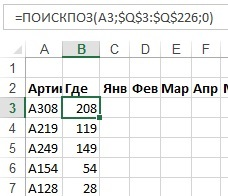 =ПОИСКПОЗ(A3;$Q$3:$Q$226;0)
A B C D E F G
1
2 Арти Где Янв Фев Мар Апр
3 A308 208
4 A219 119
5 A249 149
6 A154 54
7 A128 28